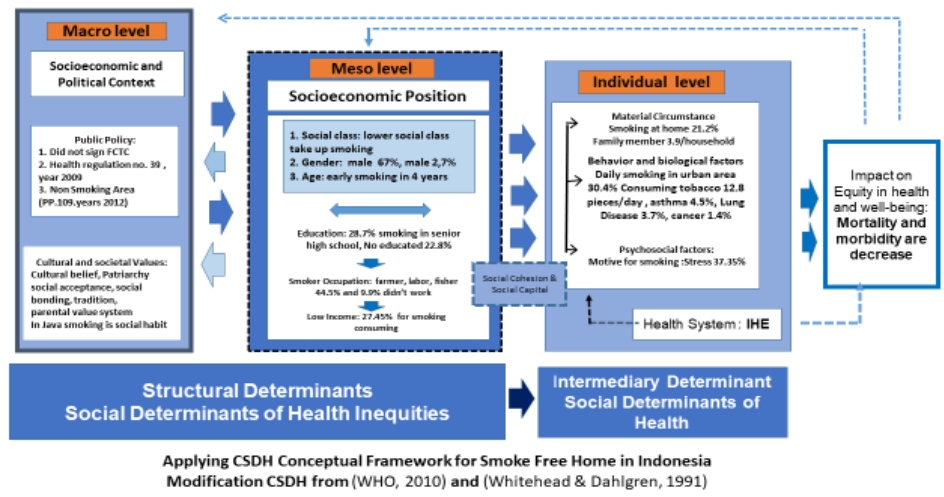 Macro level
Socioeconomic and
Political Context
Public Policy:
1. Did not sign FCTC
2. Health regulation no. 39 ,
year 2009
3. Non Smoking Area
(PP.109.years 2012)
Cultural and societal Values:
Cultural belief, Patriarchy
social acceptance, social
bonding, tradition,
parental value system
In Java smoking is social habit
Meso level
Socioeconomic Position
1. Social class: lower social class
take up smoking
2. Gender: male 67%, male 2,7%
3. Age: early smoking in 4 years
Education: 28.7% smoking in senior
high school, No educated 22.8%
Smoker Occupation: farmer, labor, fisher
44.5% and 9.9% didn't work
Low Income: 27.45% for smoking
consuming
Social Cohesion &
Social Capital
Individual level
Material Circumstance
Smoking at home 21.2%
Family member 3.9/household
Behavior and biological factors
Daily smoking in urban area
30.4% Consuming tobacco 12.8
pieces/day , asthma 4.5%, Lung
Disease 3.7%, cancer 1.4%
Psychosocial factors:
Motive for smoking :Stress 37.35%
Health System : IHE
Impact on
Equity in health
and well-being:
Mortality and
morbidity are
decrease
Structural Determinants
Social Determinants of Health Inequities
Intermediary Determinant
Social Determinants of
Health
Applying CSDH Conceptual Framework for Smoke Free Home in Indonesia
Modification CSDH from (WHO, 2010) and (Whitehead & Dahlgren, 1991)